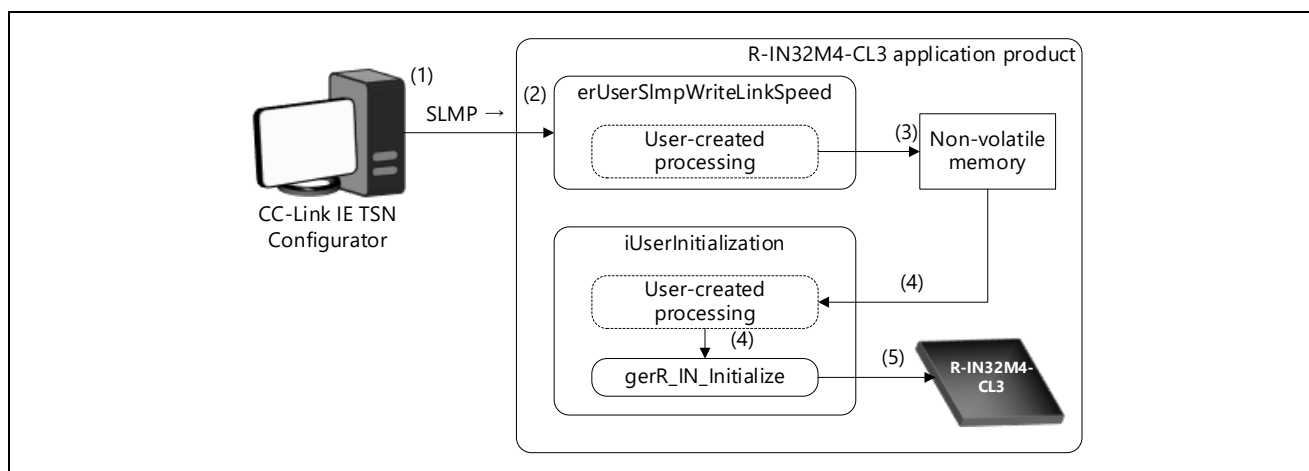 R-IN32M4-CL3 application product
(1)
SLMP →
(2)
erUserSlmpWriteLinkSpeed
User-created
processing
(3)
Non-volatile
memory
CC-Link IE TSN
Configurator
iUserInitialization
User-created
processing
(4)
(4)
gerR_IN_Initialize
(5)
R-IN32M4-
CL3